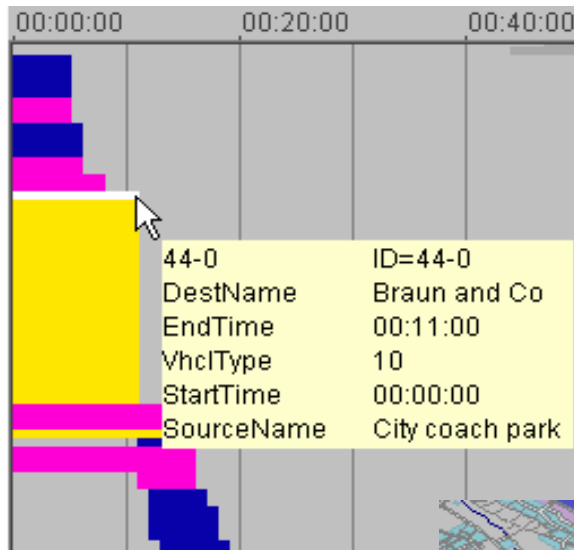 00:00:00 00:20:00 00:40:00
44-0 ID=44-0
DestName Braun and Co
EndTime 00:11:00
VhclType 10
StartTime 00:00:00
SourceName City coach park